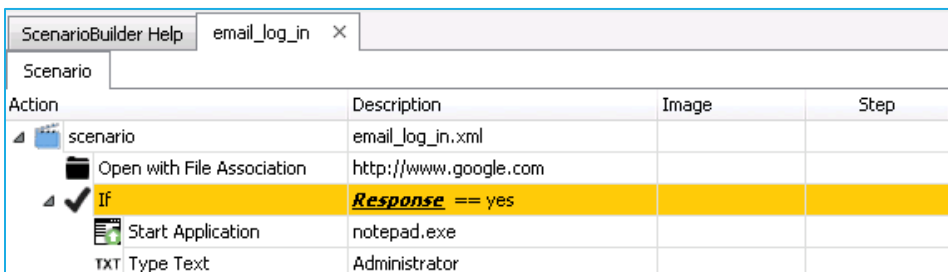 ScenarioBuilder Help email_log_in ×
Scenario
Action Description Image Step
scenario email_log_in.xml
Open with File Association http://www.google.com
If Response == yes
Start Application notepad.exe
TXT Type Text Administrator